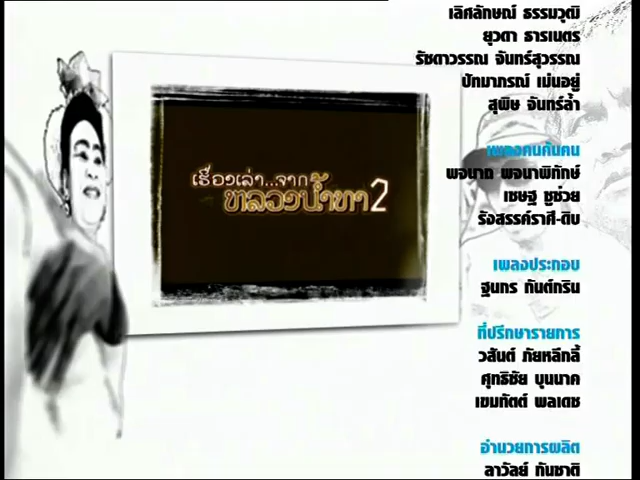 เรื่องเล่า...จาก
หลวงน้ำทา 2
เลิศลักษณ์ ธรรมวุฒิ
ยุวดา ธารเนตร
รัชดาวรรณ จันทร์สุวรรณ
ปัทมาภรณ์ เม่นอยู่
สุพิษ จันทร์ล้ำ
เพลงคนค้นฅน
พจนาถ พจนาพิทักษ์
เชษฐ ชูช่วย
รังสรรค์ราศี-ดิบ
เพลงประกอบ
ฐนกร กันต์กริน
ที่ปรึกษารายการ
วสันต์ ภัยหลีกลี้
ศุทธิชัย บุนนาค
เขมทัตต์ พลเดช
อำนวยการผลิต
ลาวัลย์ กันชาติ